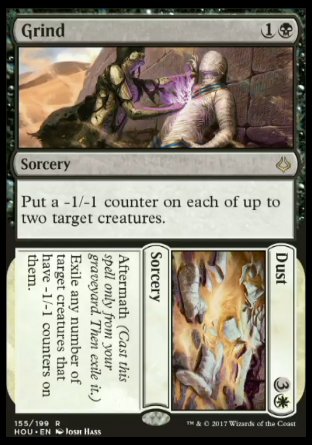 Grind 1
Sorcery
Put a -1/-1 counter on each of up to
two target creatures.
Dust 3
Sorcery
Aftermath (Cast this
spell only from your
graveyard. Then exile it.)
Exile any number of
target creatures that
have -1/-1 counters on
them.
155/199 R
HOU • EN Josh Hass
™ & © 2017 Wizards of the Coast